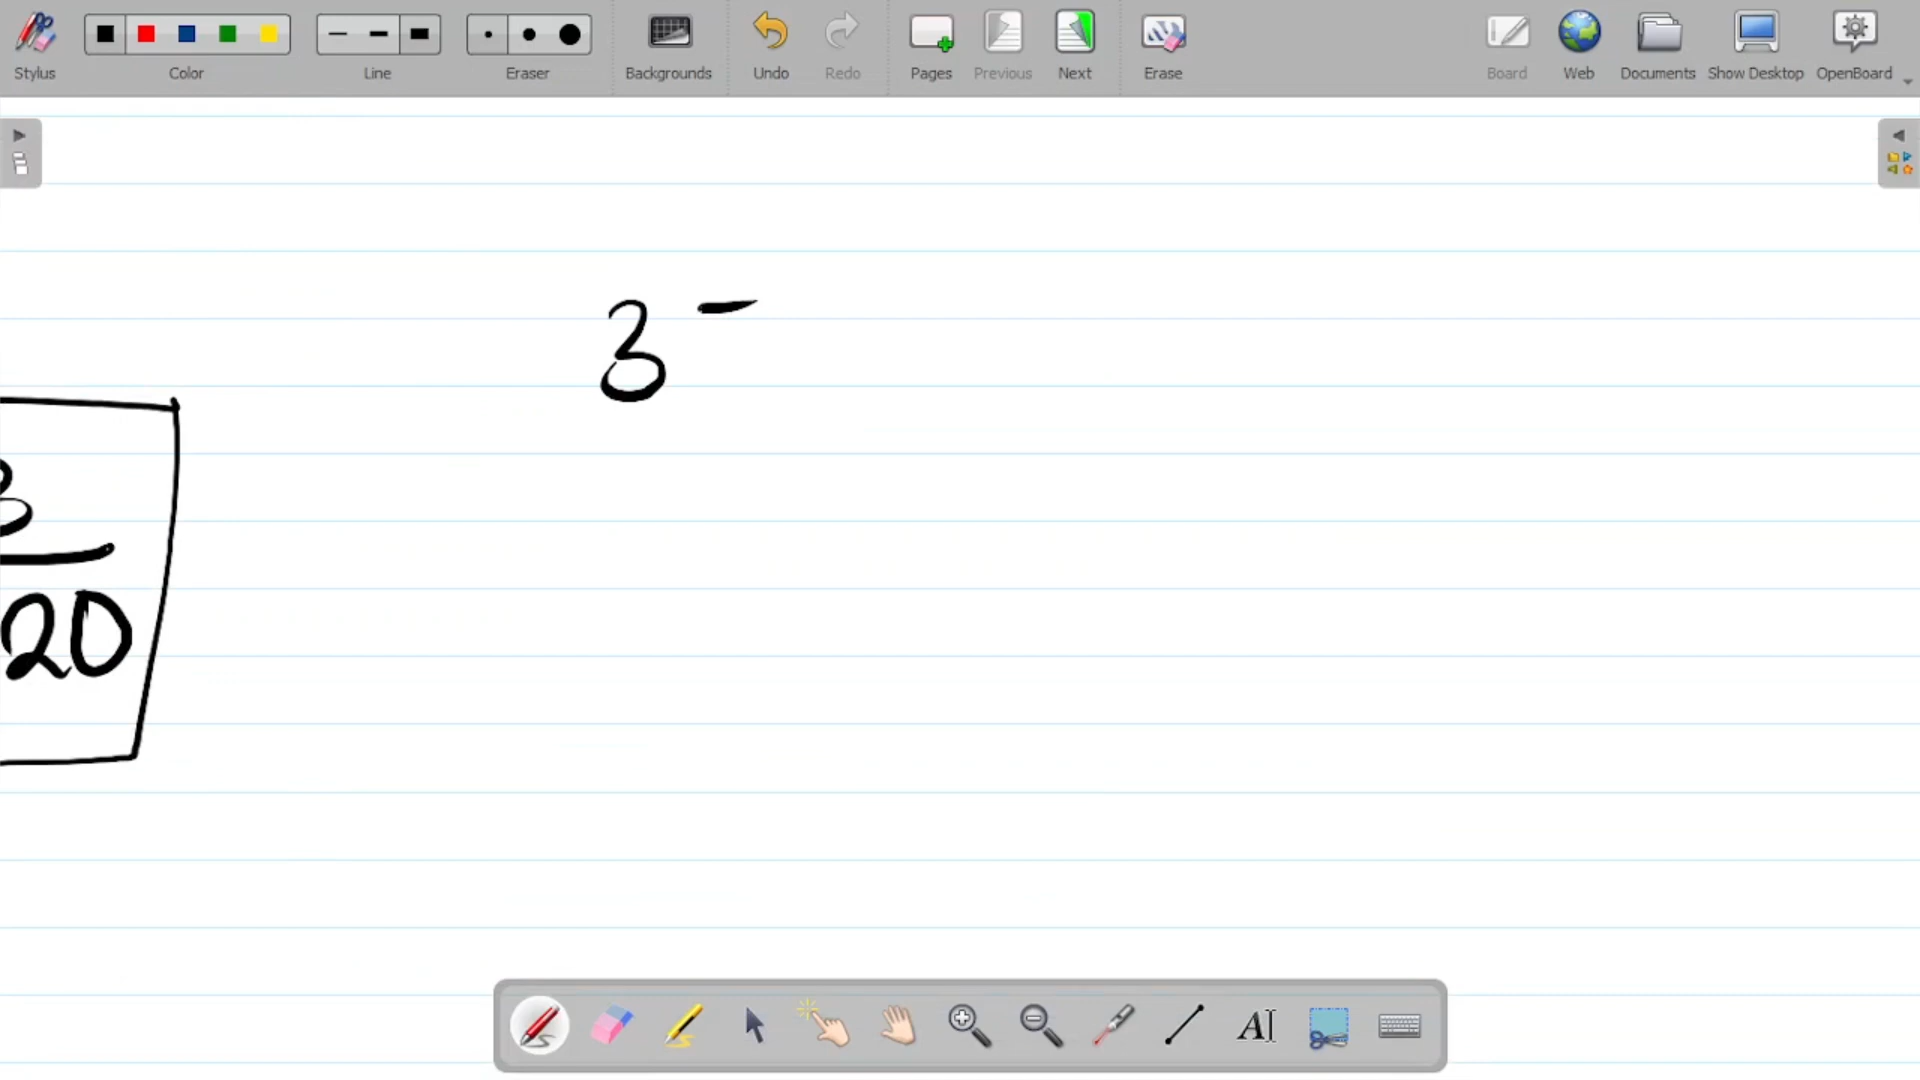 Stylus Color Line Eraser Backgrounds Undo Redo Pages Previous Next Erase Board Web Documents Show Desktop OpenBoard
3 -
3
20
A